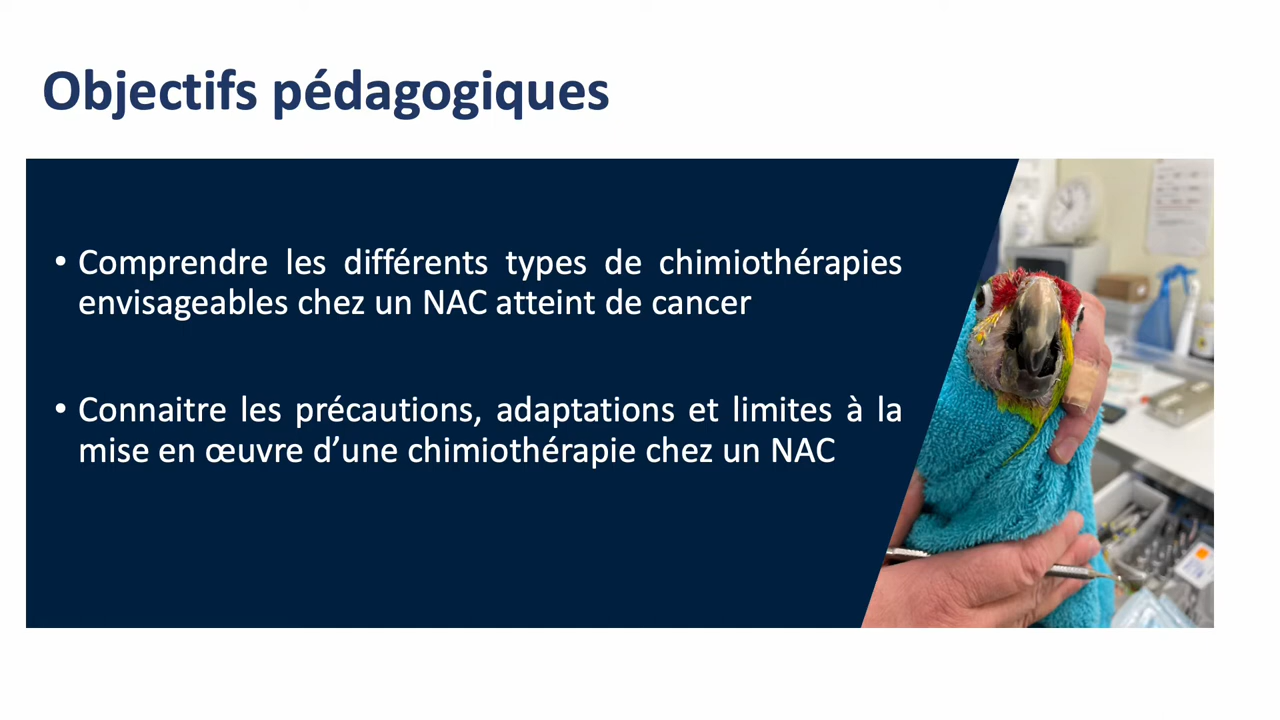 Objectifs pédagogiques
• Comprendre les différents types de chimiothérapies
envisageables chez un NAC atteint de cancer
• Connaitre les précautions, adaptations et limites à la
mise en œuvre d’une chimiothérapie chez un NAC